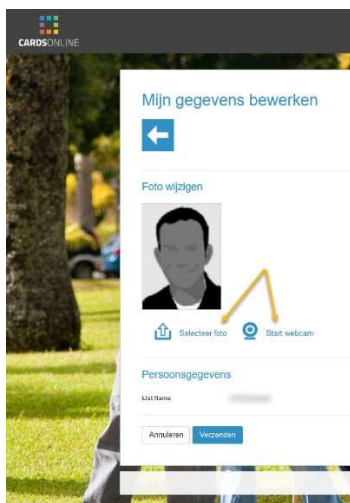 CARDSONLINE
Mijn gegevens bewerken
Foto wijzigen
Selecteer foto Start webcam
Persoonsgegevens
List Name
Annuleren Verzenden